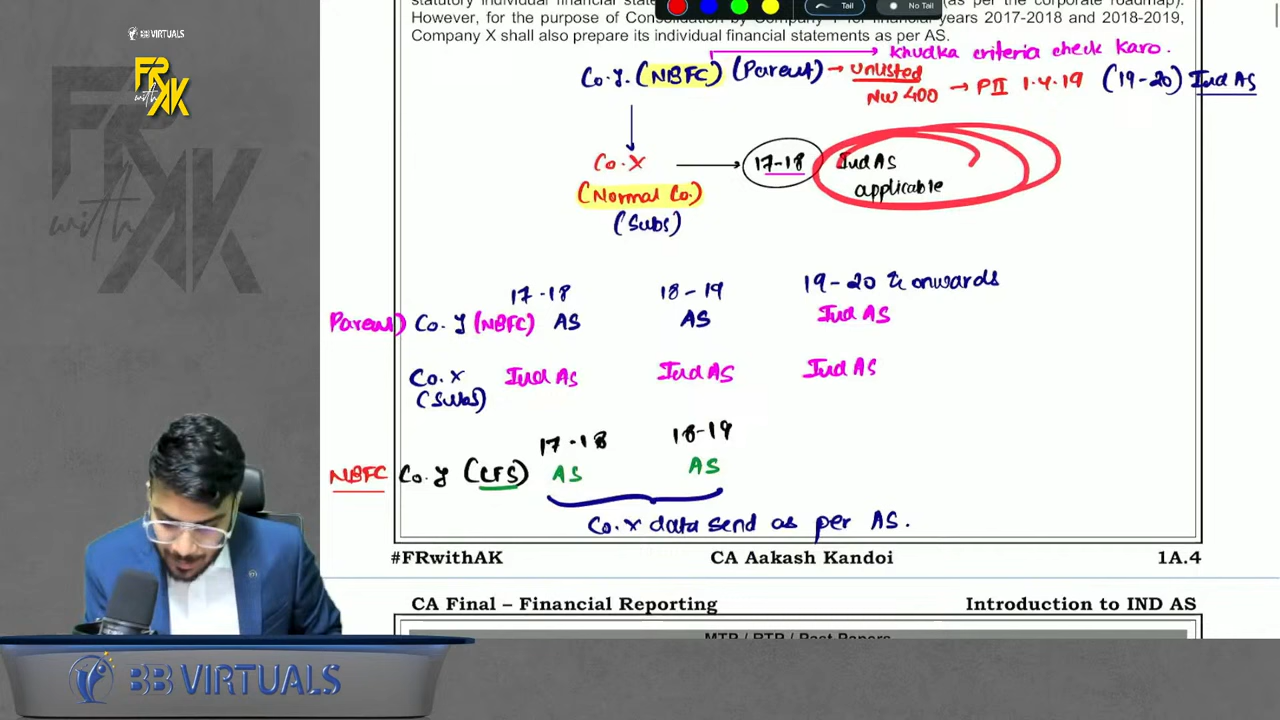 statutory individual financial (as per the corporate roadmap)
However, for the purpose of by Company years 2017-2018 and 2018-2019,
Company X shall also prepare its individual financial statements as per AS.
Tail
No Tail
BB VIRTUALS
FR
with
AK
FR
with
AK
Khudka criteria check karo.
Co.Y. (NBFC) (Parent) → unlisted
NW 400 → PII 1.4.19 (19-20) Ind AS
Co.X → 17-18 Ind AS
applicable
(Normal Co.)
(Subs)
17-18 18-19 19-20 & onwards
Parent) Co. Y (NBFC) AS AS Ind AS
Co. X Ind AS Ind AS Ind AS
(Subs)
17-18 18-19
NBFC Co. Y (CFS) AS AS
Co. X data send as per AS.
#FRwithAK CA Aakash Kandoi 1A.4
CA Final – Financial Reporting Introduction to IND AS
MTP / RTP / Past Papers
BB VIRTUALS